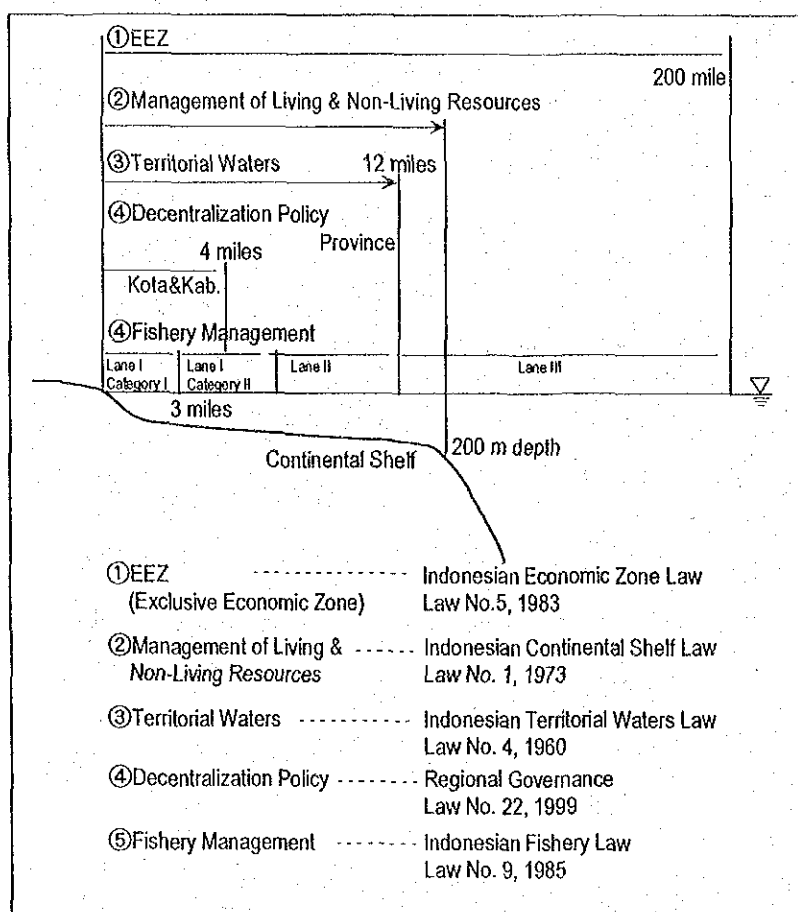 ①EEZ
200 mile
②Management of Living & Non-Living Resources
③Territorial Waters 12 miles
④Decentralization Policy
Province
4 miles
Kota&Kab.
④Fishery Management
Lane I Lane I Lane II Lane III
Category I Category II
3 miles
200 m depth
Continental Shelf
①EEZ ---------------- Indonesian Economic Zone Law
(Exclusive Economic Zone) Law No.5, 1983
②Management of Living & ------ Indonesian Continental Shelf Law
Non-Living Resources Law No. 1, 1973
③Territorial Waters ----------- Indonesian Territorial Waters Law
Law No. 4, 1960
④Decentralization Policy -------- Regional Governance
Law No. 22, 1999
⑤Fishery Management -------- Indonesian Fishery Law
Law No. 9, 1985